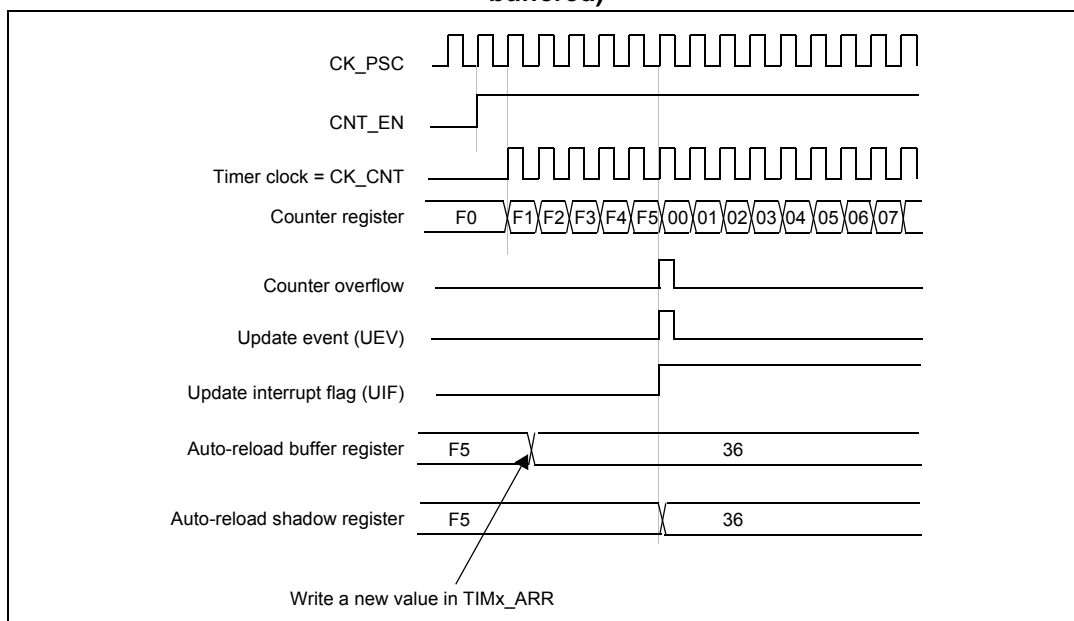 buffered)
CK_PSC
CNT_EN
Timer clock = CK_CNT
Counter register F0 F1 F2 F3 F4 F5 00 01 02 03 04 05 06 07
Counter overflow
Update event (UEV)
Update interrupt flag (UIF)
Auto-reload buffer register F5 36
Auto-reload shadow register F5 36
Write a new value in TIMx_ARR